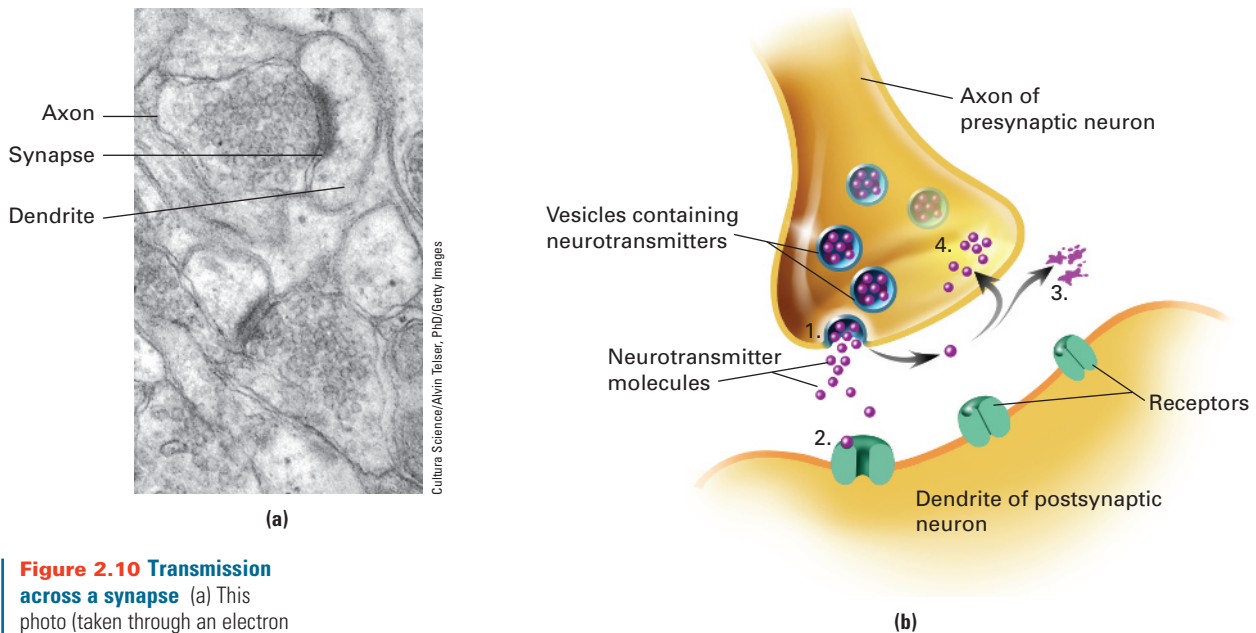 Axon
Synapse
Dendrite
Cultura Science/Alvin Telser, PhD/Getty Images
(a)
Figure 2.10 Transmission
across a synapse (a) This
photo (taken through an electron
Axon of
presynaptic neuron
Vesicles containing
neurotransmitters
4.
3.
1.
Neurotransmitter
molecules
Receptors
2.
Dendrite of postsynaptic
neuron
(b)